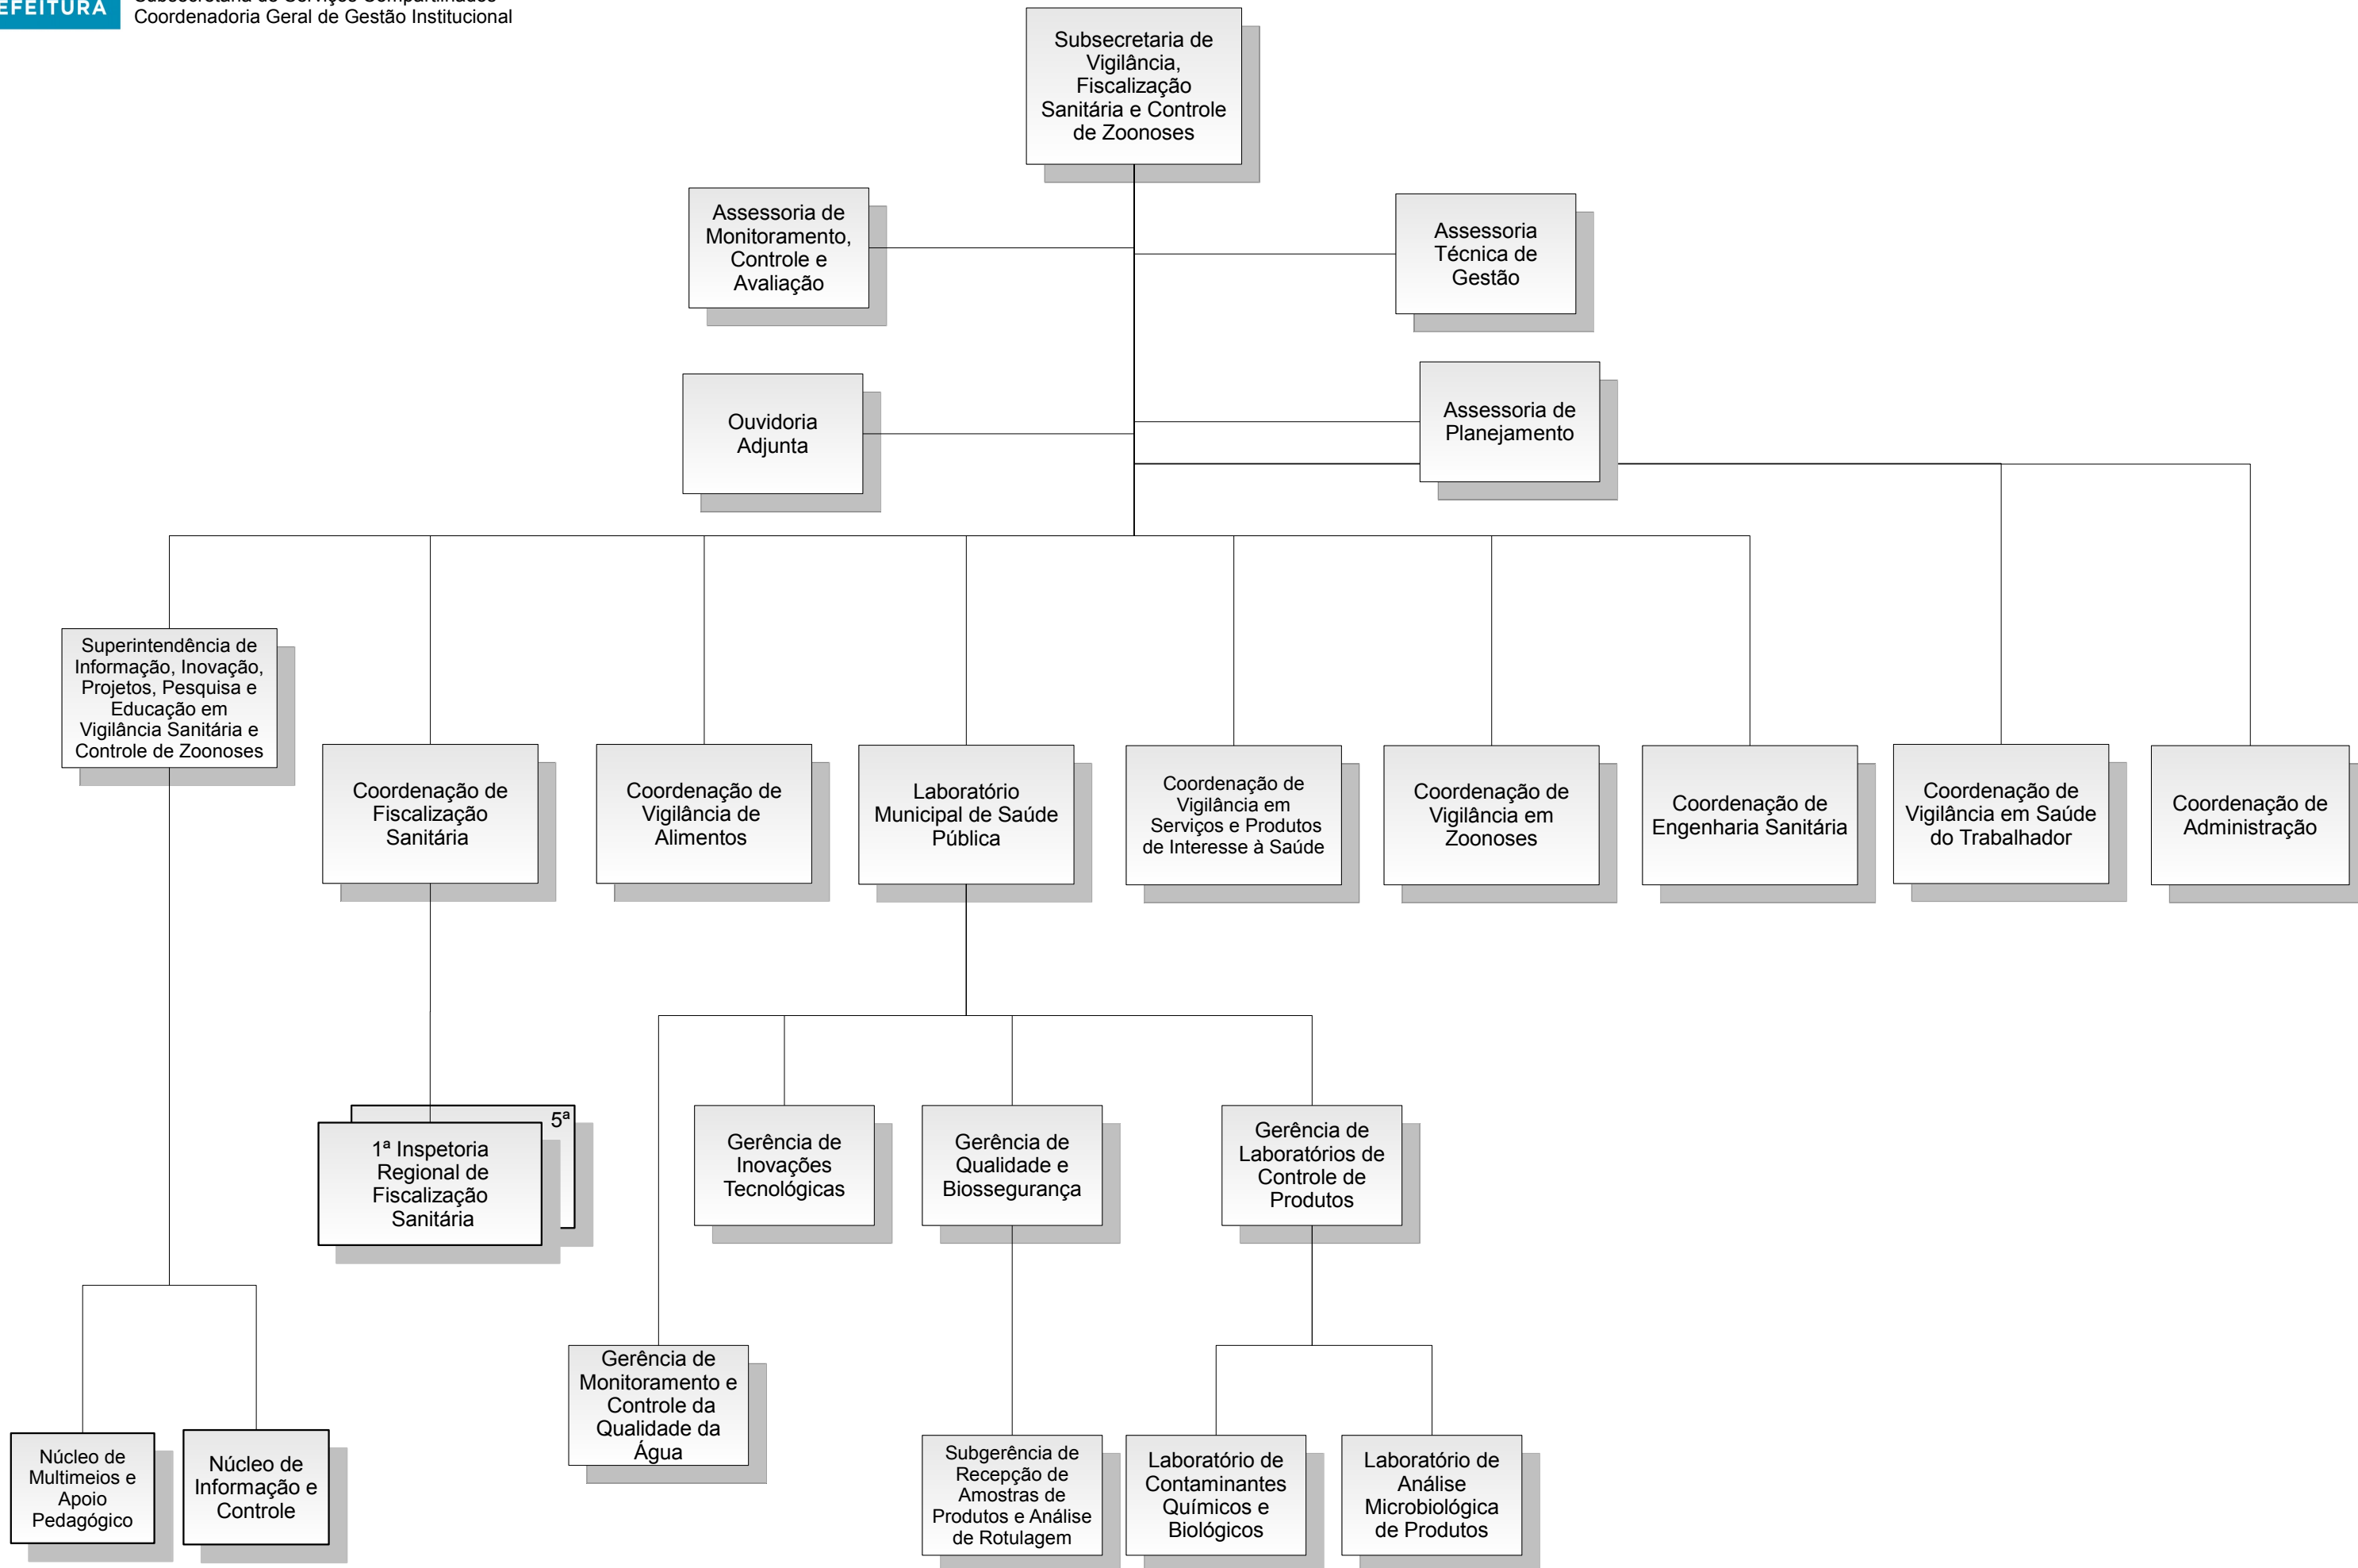 Coordenadoria Geral de Gestão Institucional
Subsecretaria de
Vigilância,
Fiscalização
Sanitária e Controle
de Zoonoses
Assessoria de
Monitoramento,
Controle e
Avaliação
Assessoria
Técnica de
Gestão
Ouvidoria
Adjunta
Assessoria de
Planejamento
Superintendência de
Informação, Inovação,
Projetos, Pesquisa e
Educação em
Vigilância Sanitária e
Controle de Zoonoses
Coordenação de
Fiscalização
Sanitária
Coordenação de
Vigilância de
Alimentos
Laboratório
Municipal de Saúde
Pública
Coordenação de
Vigilância em
Serviços e Produtos
de Interesse à Saúde
Coordenação de
Vigilância em
Zoonoses
Coordenação de
Engenharia Sanitária
Coordenação de
Vigilância em Saúde
do Trabalhador
Coordenação de
Administração
5ª
1ª Inspetoria
Regional de
Fiscalização
Sanitária
Gerência de
Inovações
Tecnológicas
Gerência de
Qualidade e
Biossegurança
Gerência de
Laboratórios de
Controle de
Produtos
Gerência de
Monitoramento e
Controle da
Qualidade da
Água
Núcleo de
Multimeios e
Apoio
Pedagógico
Núcleo de
Informação e
Controle
Subgerência de
Recepção de
Amostras de
Produtos e Análise
de Rotulagem
Laboratório de
Contaminantes
Químicos e
Biológicos
Laboratório de
Análise
Microbiológica
de Produtos